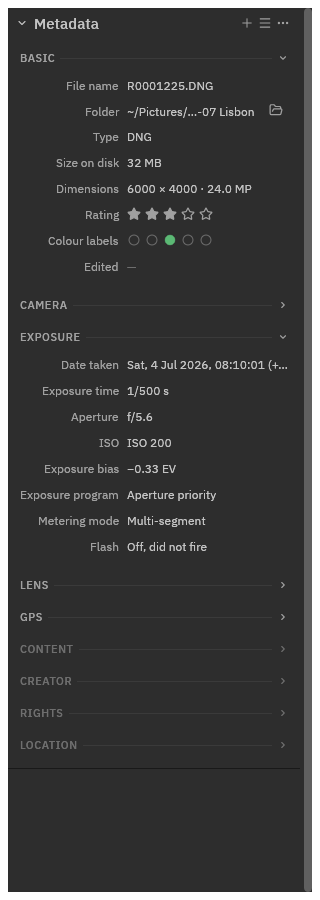 Metadata
BASIC
File name R0001225.DNG
Folder ~/Pictures/...-07 Lisbon
Type DNG
Size on disk 32 MB
Dimensions 6000 × 4000 · 24.0 MP
Rating
Colour labels
Edited —
CAMERA
EXPOSURE
Date taken Sat, 4 Jul 2026, 08:10:01 (+...
Exposure time 1/500 s
Aperture f/5.6
ISO ISO 200
Exposure bias −0.33 EV
Exposure program Aperture priority
Metering mode Multi-segment
Flash Off, did not fire
LENS
GPS
CONTENT
CREATOR
RIGHTS
LOCATION